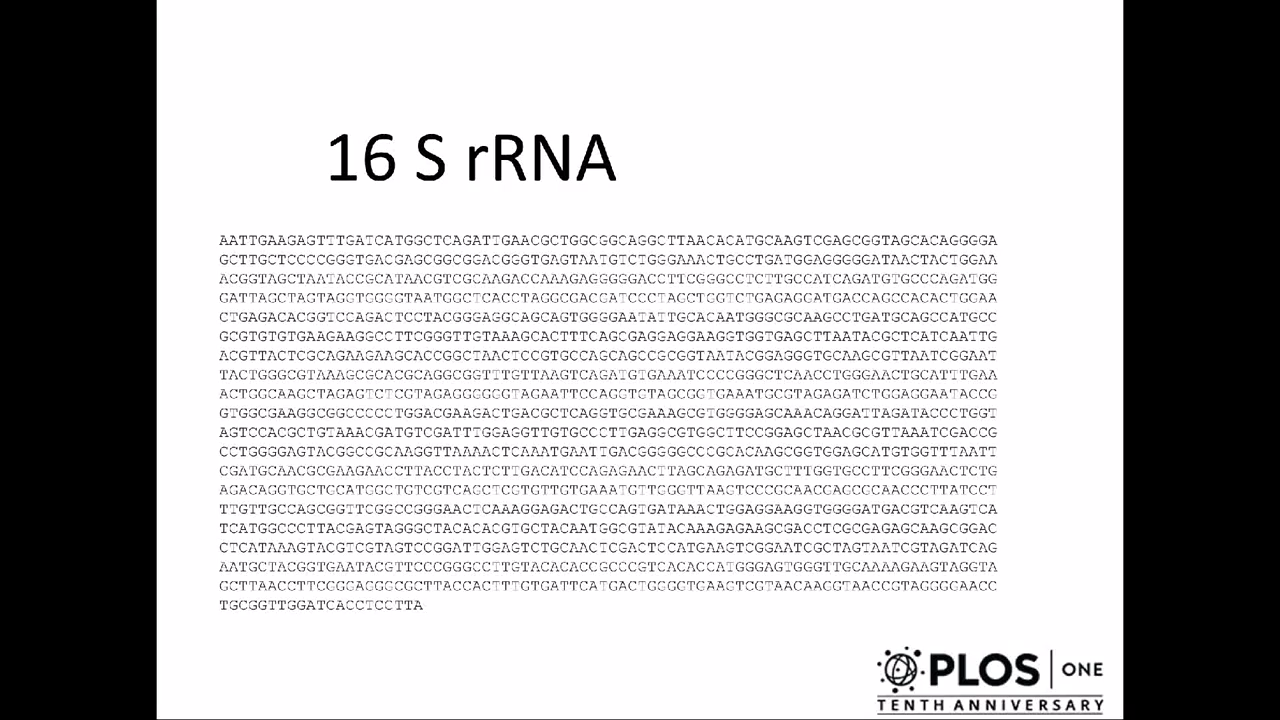 16 S rRNA
AATTGAAGAGTTTGATCATGGCTCAGATTGAACGCTGGCGGCAGGCTTAACACATGCAAGTCGAGCGGTAGCACAGGGGA
GCTTGCTCCCCGGGTGACGAGCGGCGGACGGGTGAGTAATGTCTGGGAAACTGCCTGATGGAGGGGGATAACTACTGGAA
ACGGTAGCTAATACCGCATAACGTCGCAAGACCAAAGAGGGGGACCTTCGGGCCTCTTGCCATCAGATGTGCCCAGATGG
GATTAGCTAGTAGGTGGGGTAATGGCTCACCTAGGCGACGATCCCTAGCTGGTCTGAGAGGATGACCAGCCACACTGGAA
CTGAGACACGGTCCAGACTCCTACGGGAGGCAGCAGTGGGGAATATTGCACAATGGGCGCAAGCCTGATGCAGCCATGCC
GCGTGTGTGAAGAAGGCCTTCGGGTTGTAAAGCACTTTCAGCGAGGAGGAAGGTGGTGAGCTTAATACGCTCATCAATTG
ACGTTACTCGCAGAAGAAGCACCGGCTAACTCCGTGCCAGCAGCCGCGGTAATACGGAGGGTGCAAGCGTTAATCGGAAT
TACTGGGCGTAAAGCGCACGCAGGCGGTTTGTTAAGTCAGATGTGAAATCCCCGGGCTCAACCTGGGAACTGCATTTGAA
ACTGGCAAGCTAGAGTCTCGTAGAGGGGGGTAGAATTCCAGGTGTAGCGGTGAAATGCGTAGAGATCTGGAGGAATACCG
GTGGCGAAGGCGGCCCCCTGGACGAAGACTGACGCTCAGGTGCGAAAGCGTGGGGAGCAAACAGGATTAGATACCCTGGT
AGTCCACGCTGTAAACGATGTCGATTTGGAGGTTGTGCCCTTGAGGCGTGGCTTCCGGAGCTAACGCGTTAAATCGACCG
CCTGGGGAGTACGGCCGCAAGGTTAAAACTCAAATGAATTGACGGGGGCCCGCACAAGCGGTGGAGCATGTGGTTTAATT
CGATGCAACGCGAAGAACCTTACCTACTCTTGACATCCAGAGAACTTAGCAGAGATGCTTTGGTGCCTTCGGGAACTCTG
AGACAGGTGCTGCATGGCTGTCGTCAGCTCGTGTTGTGAAATGTTGGGTTAAGTCCCGCAACGAGCGCAACCCTTATCCT
TTGTTGCCAGCGGTTCGGCCGGGAACTCAAAGGAGACTGCCAGTGATAAACTGGAGGAAGGTGGGGATGACGTCAAGTCA
TCATGGCCCTTACGAGTAGGGCTACACACGTGCTACAATGGCGTATACAAAGAGAAGCGACCTCGCGAGAGCAAGCGGAC
CTCATAAAGTACGTCGTAGTCCGGATTGGAGTCTGCAACTCGACTCCATGAAGTCGGAATCGCTAGTAATCGTAGATCAG
AATGCTACGGTGAATACGTTCCCGGGCCTTGTACACACCGCCCGTCACACCATGGGAGTGGGTTGCAAAAGAAGTAGGTA
GCTTAACCTTCGGGAGGGCGCTTACCACTTTGTGATTCATGACTGGGGTGAAGTCGTAACAAGGTAACCGTAGGGGAACC
TGCGGTTGGATCACCTCCTTA
PLOS ONE
TENTH ANNIVERSARY